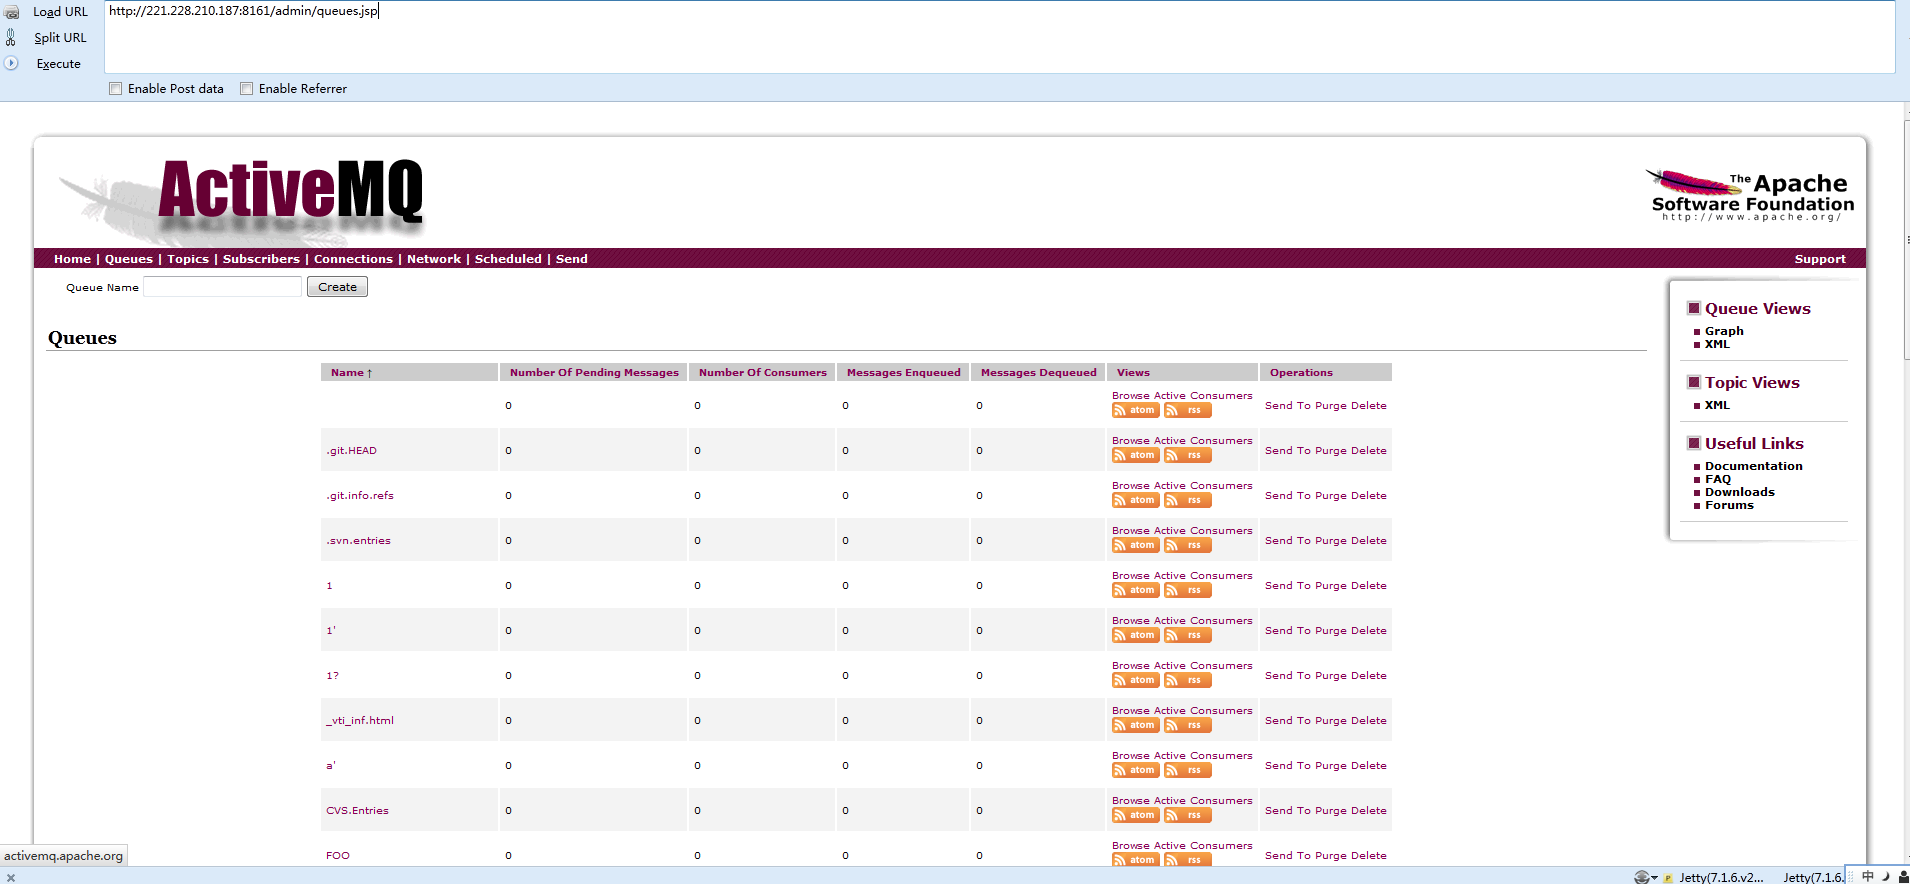 Load URL
http://221.228.210.187:8161/admin/queues.jsp
Split URL
Execute
Enable Post data Enable Referrer
ActiveMQ
The Apache
Software Foundation
http://www.apache.org/
Home | Queues | Topics | Subscribers | Connections | Network | Scheduled | Send
Support
Queue Name Create
Queues
Name ↑ Number Of Pending Messages Number Of Consumers Messages Enqueued Messages Dequeued Views Operations
0 0 0 0 Browse Active Consumers
atom rss
Send To Purge Delete
.git.HEAD 0 0 0 0 Browse Active Consumers
atom rss
Send To Purge Delete
.git.info.refs 0 0 0 0 Browse Active Consumers
atom rss
Send To Purge Delete
.svn.entries 0 0 0 0 Browse Active Consumers
atom rss
Send To Purge Delete
1 0 0 0 0 Browse Active Consumers
atom rss
Send To Purge Delete
1' 0 0 0 0 Browse Active Consumers
atom rss
Send To Purge Delete
1? 0 0 0 0 Browse Active Consumers
atom rss
Send To Purge Delete
_vti_inf.html 0 0 0 0 Browse Active Consumers
atom rss
Send To Purge Delete
a' 0 0 0 0 Browse Active Consumers
atom rss
Send To Purge Delete
CVS.Entries 0 0 0 0 Browse Active Consumers
atom rss
Send To Purge Delete
FOO 0 0 0 0 Browse Active Consumers
atom rss
Send To Purge Delete
Queue Views
Graph
XML
Topic Views
XML
Useful Links
Documentation
FAQ
Downloads
Forums
activemq.apache.org
Jetty(7.1.6.v2... Jetty(7.1.6. 中